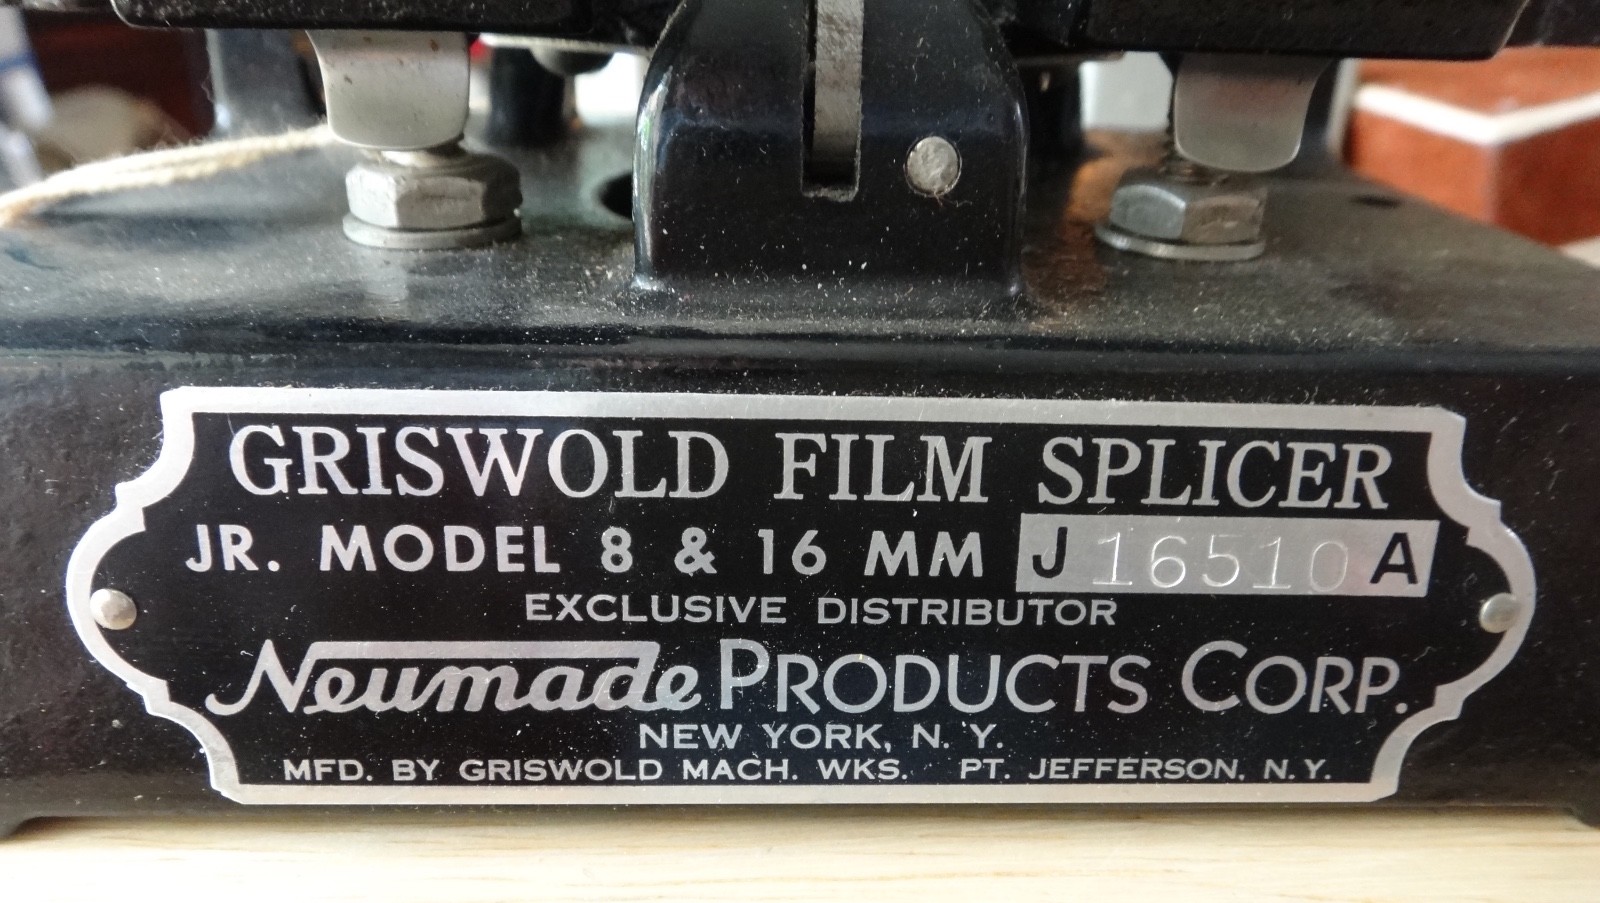 GRISWOLD FILM SPLICER
JR. MODEL 8 & 16 MM J 16510 A
EXCLUSIVE DISTRIBUTOR
Neumade PRODUCTS CORP.
NEW YORK, N. Y.
MFD. BY GRISWOLD MACH. WKS. PT. JEFFERSON, N. Y.